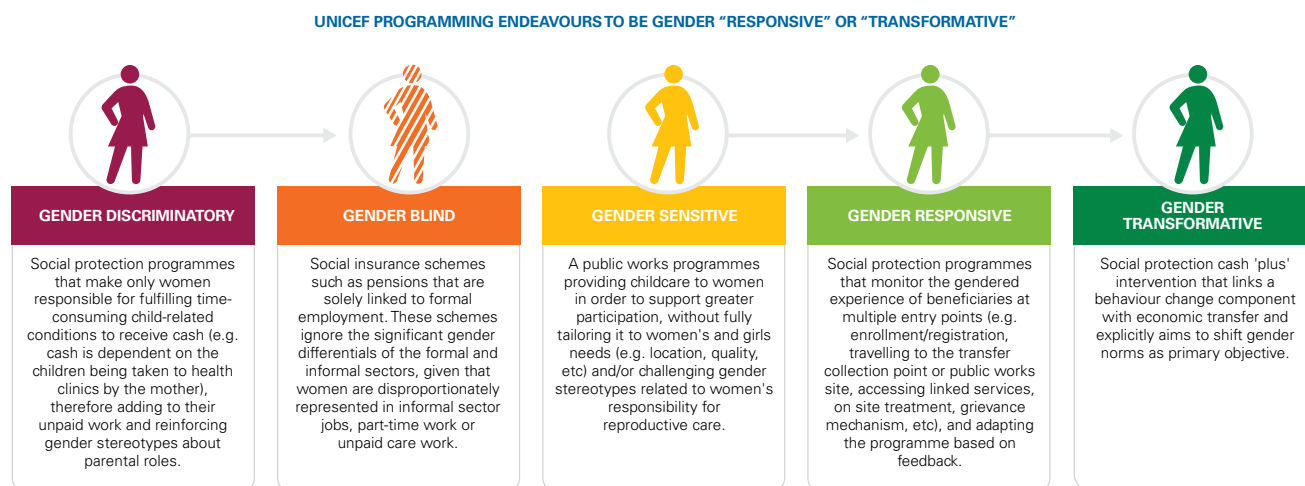 UNICEF PROGRAMMING ENDEAVOURS TO BE GENDER “RESPONSIVE” OR “TRANSFORMATIVE”
GENDER DISCRIMINATORY
Social protection programmes
that make only women
responsible for fulfilling time-
consuming child-related
conditions to receive cash (e.g.
cash is dependent on the
children being taken to health
clinics by the mother),
therefore adding to their
unpaid work and reinforcing
gender stereotypes about
parental roles.
GENDER BLIND
Social insurance schemes
such as pensions that are
solely linked to formal
employment. These schemes
ignore the significant gender
differentials of the formal and
informal sectors, given that
women are disproportionately
represented in informal sector
jobs, part-time work or
unpaid care work.
GENDER SENSITIVE
A public works programmes
providing childcare to women
in order to support greater
participation, without fully
tailoring it to women's and girls
needs (e.g. location, quality,
etc) and/or challenging gender
stereotypes related to women's
responsibility for
reproductive care.
GENDER RESPONSIVE
Social protection programmes
that monitor the gendered
experience of beneficiaries at
multiple entry points (e.g.
enrollment/registration,
travelling to the transfer
collection point or public works
site, accessing linked services,
on site treatment, grievance
mechanism, etc), and adapting
the programme based on
feedback.
GENDER
TRANSFORMATIVE
Social protection cash 'plus'
intervention that links a
behaviour change component
with economic transfer and
explicitly aims to shift gender
norms as primary objective.